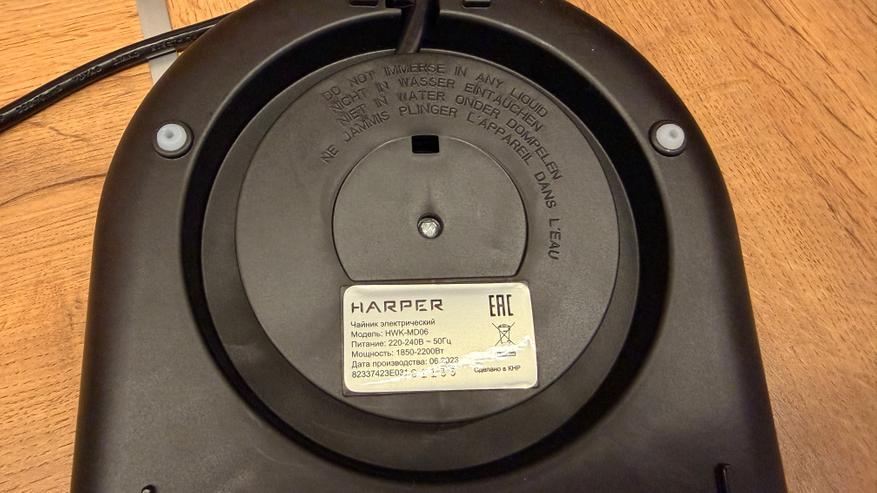 DO NOT IMMERSE IN ANY LIQUID
NICHT IN WASSER EINTAUCHEN
NIET IN WATER ONDER DOMPELEN
NE JAMMIS PLINGER L'APPAREIL DANS L'EAU
HARPER
EAC
Чайник электрический
Модель: HWK-MD06
Питание: 220-240В ~ 50Гц
Мощность: 1850-2200Вт
Дата производства: 06.2023
Сделано в КНР